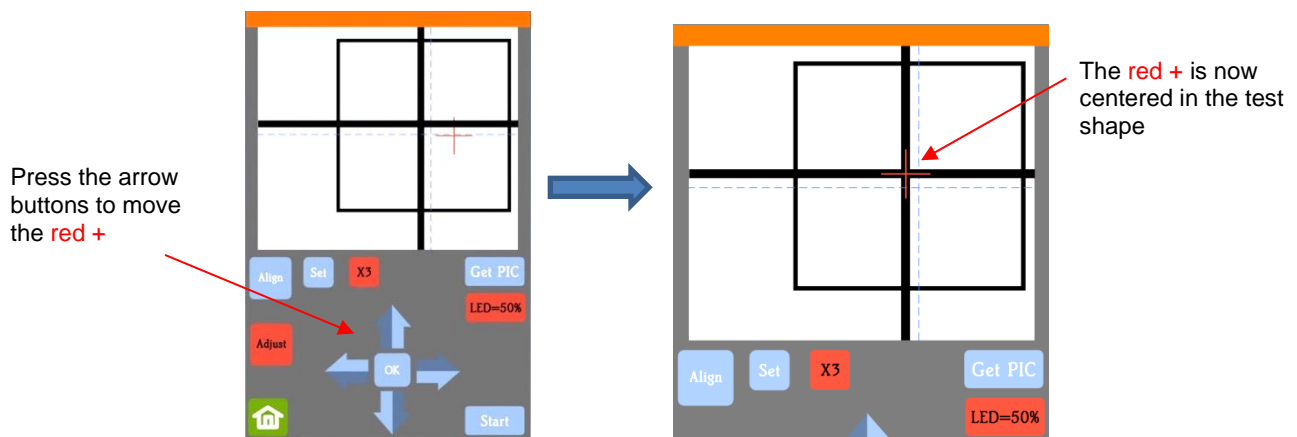 Press the arrow
buttons to move
the red +
Align
Set
X3
Get PIC
LED=50%
Adjust
OK
Start
Align
Set
X3
Get PIC
LED=50%
The red + is now
centered in the test
shape